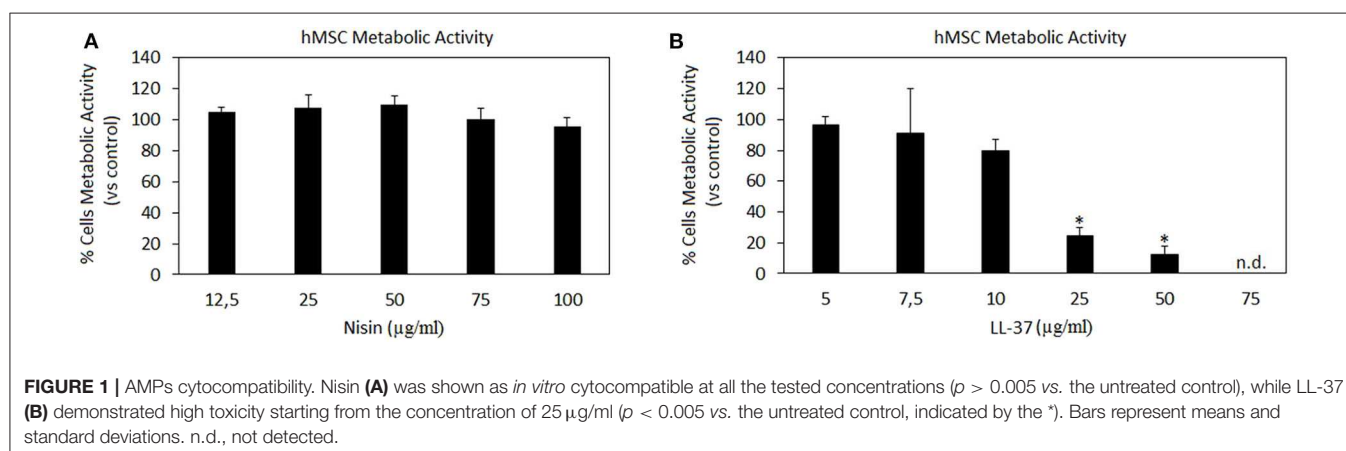 A
hMSC Metabolic Activity
% Cells Metabolic Activity
(vs control)
140
120
100
80
60
40
20
0
12,5 25 50 75 100
Nisin (µg/ml)
B
hMSC Metabolic Activity
% Cells Metabolic Activity
(vs control)
140
120
100
80
60
40
20
0
* * n.d.
5 7,5 10 25 50 75
LL-37 (µg/ml)
FIGURE 1 | AMPs cytocompatibility. Nisin (A) was shown as in vitro cytocompatible at all the tested concentrations (p > 0.005 vs. the untreated control), while LL-37
(B) demonstrated high toxicity starting from the concentration of 25 µg/ml (p < 0.005 vs. the untreated control, indicated by the *). Bars represent means and
standard deviations. n.d., not detected.